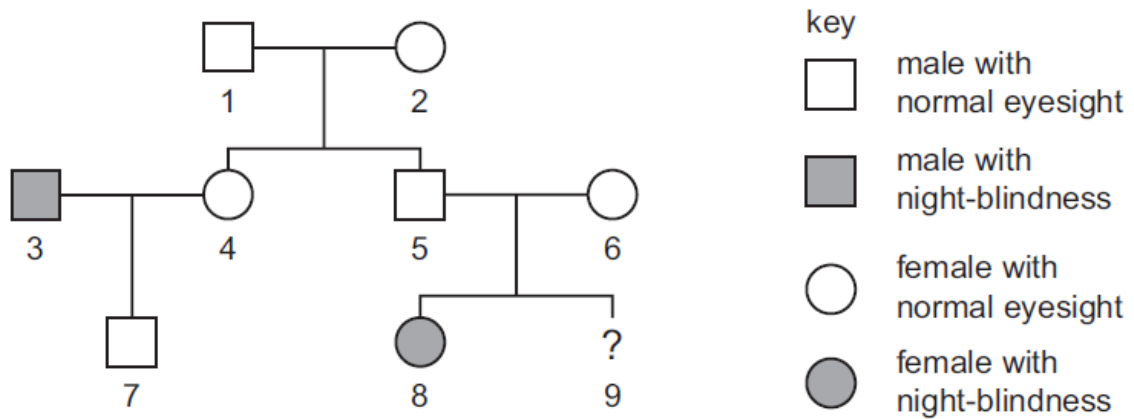 key
male with
normal eyesight
1 2
male with
night-blindness
3 4 5 6
female with
normal eyesight
?
7 8 9
female with
night-blindness